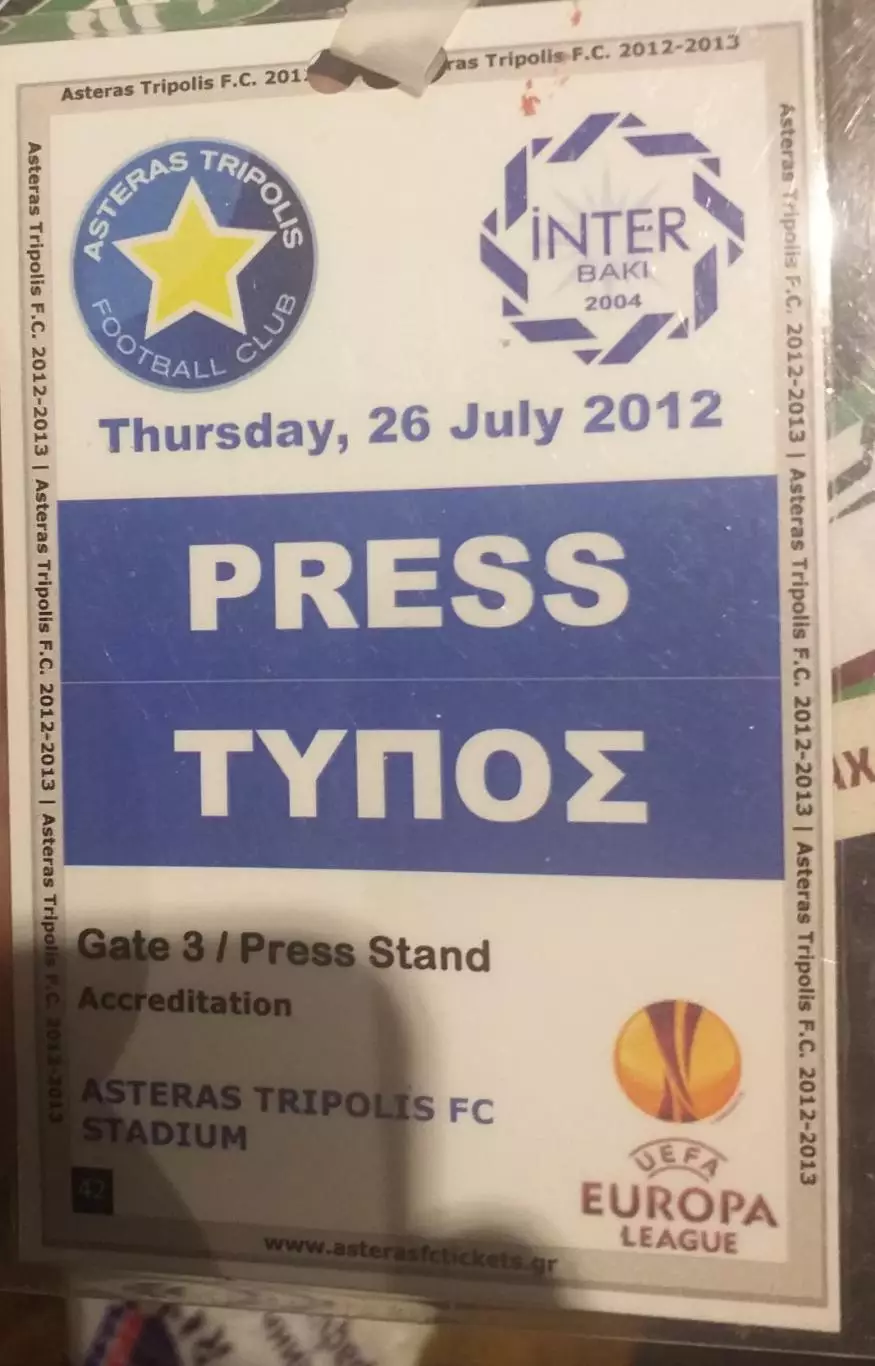 Asteras Tripolis F.C. 201
ras Tripolis F.C. 2012-2013
Asteras Tripolis F.C. 2012-2013 | Asteras Tripolis F.C. 2012-2013 | Asteras Tripolis F.C. 2012-2013
Asteras Tripolis F.C. 2012-2013 | Asteras Tripolis F.C. 2012-2013 | Asteras Tripolis F.C. 2012-2013
ASTERAS TRIPOLIS
FOOTBALL CLUB
İNTER
BAKI
2004
Thursday, 26 July 2012
PRESS
ΤΥΠΟΣ
Gate 3 / Press Stand
Accreditation
ASTERAS TRIPOLIS FC
STADIUM
42
UEFA
EUROPA
LEAGUE
www.asterasfctickets.gr